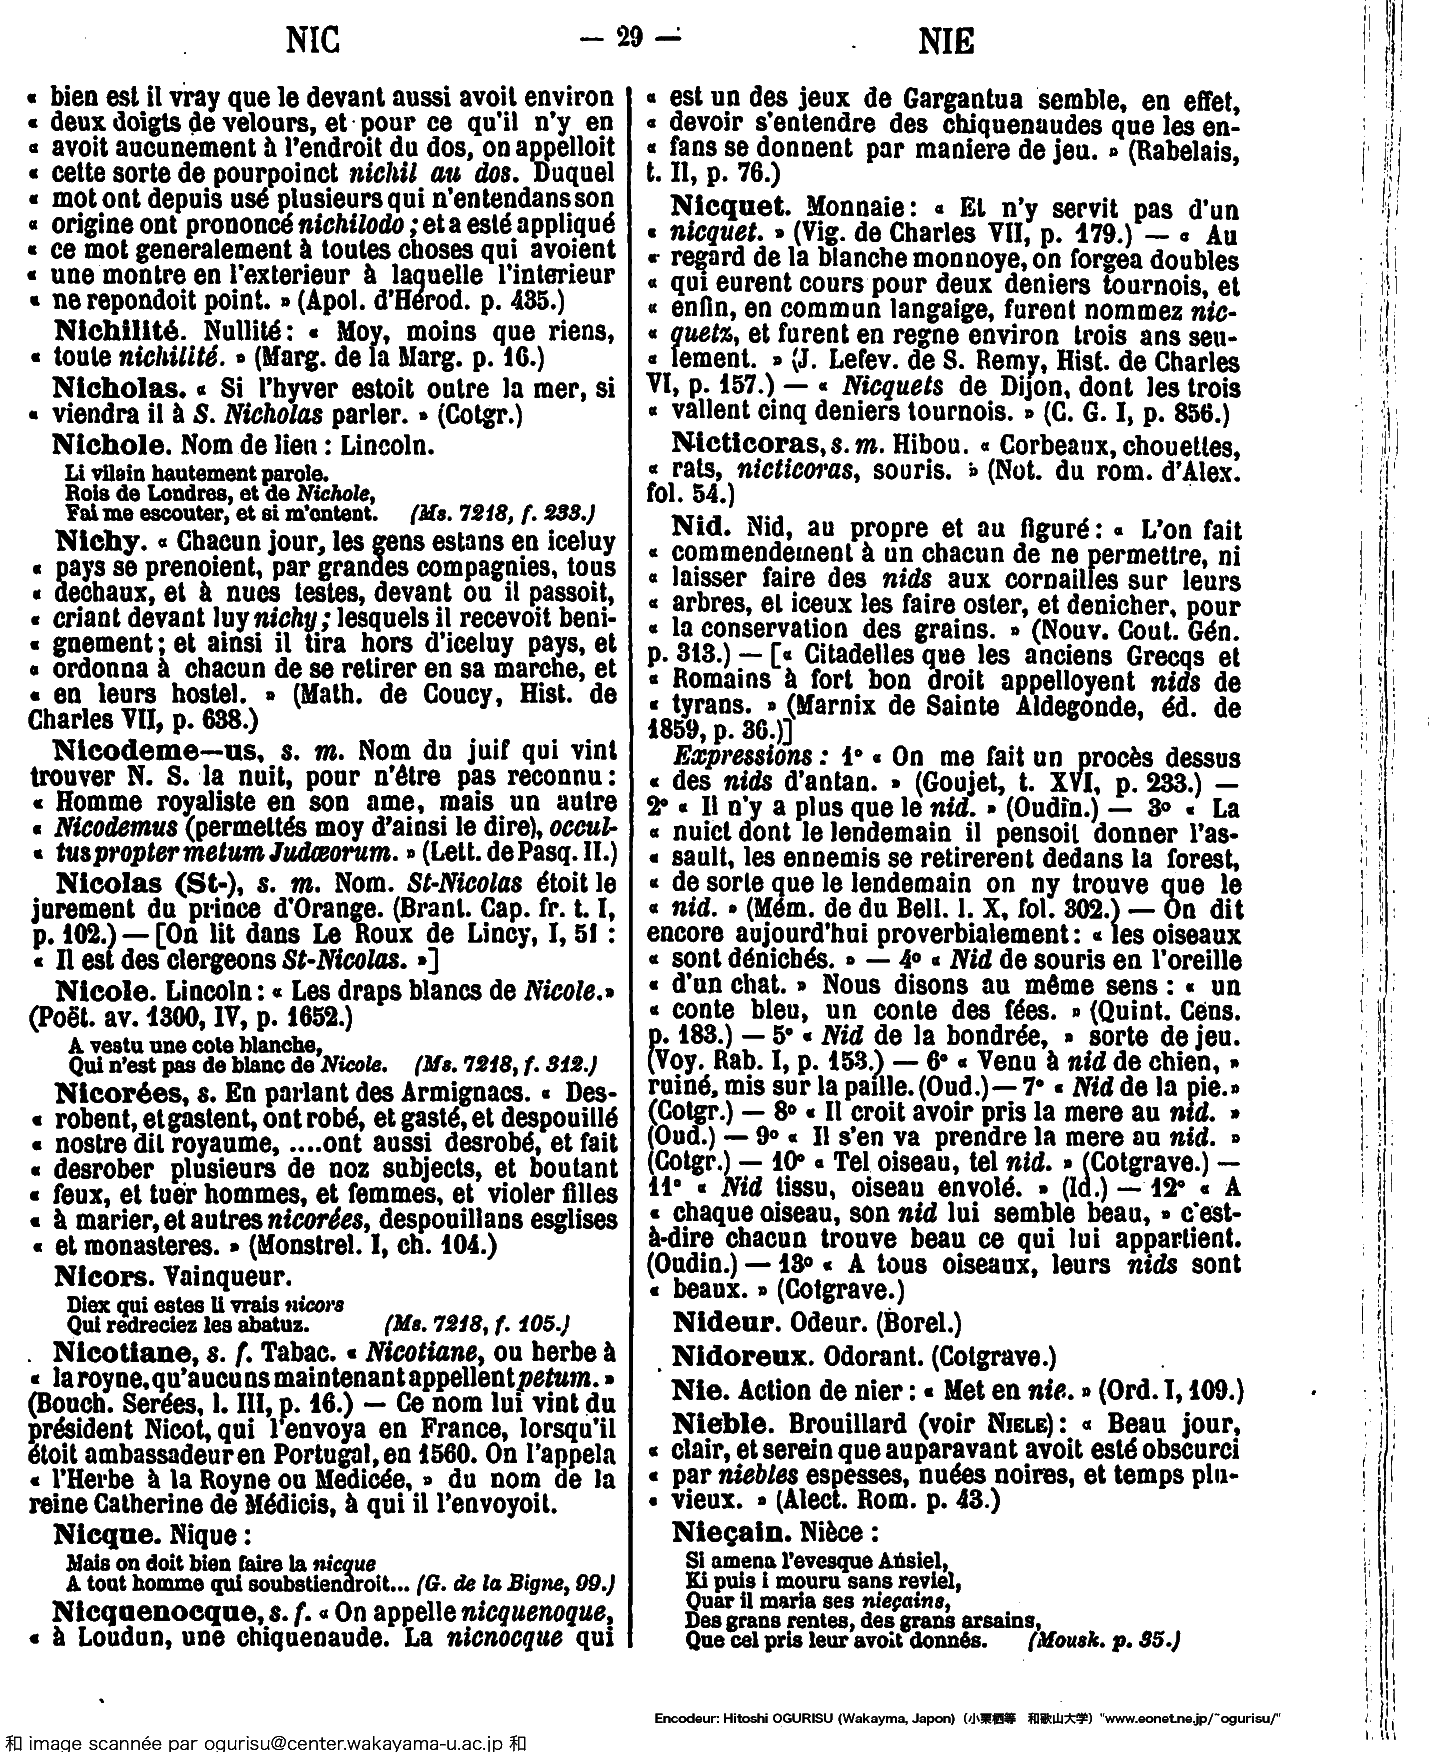 NIC — 29 — NIE
« bien est il vray que le devant aussi avoit environ
« deux doigts de velours, et pour ce qu'il n'y en
« avoit aucunement à l'endroit du dos, on appelloit
« cette sorte de pourpoinct nichil au dos. Duquel
« mot ont depuis usé plusieurs qui n'entendans son
« origine ont prononcé nichilodo ; et a esté appliqué
« ce mot generalement à toutes choses qui avoient
« une montre en l'exterieur à laquelle l'interieur
« ne repondoit point. » (Apol. d'Hérod. p. 435.)
Nichilité. Nullité : « Moy, moins que riens,
« toute nichilité. » (Marg. de la Marg. p. 16.)
Nicholas. « Si l'hyver estoit outre la mer, si
« viendra il à S. Nicholas parler. » (Cotgr.)
Nichole. Nom de lieu : Lincoln.
Li vilain hautement parole.
Rois de Londres, et de Nichole,
Fai me escouter, et si m'entent. (Ms. 7218, f. 233.)
Nichy. « Chacun jour, les gens estans en iceluy
« pays se prenoient, par grandes compagnies, tous
« dechaux, et à nues testes, devant ou il passoit,
« criant devant luy nichy ; lesquels il recevoit beni-
« gnement ; et ainsi il tira hors d'iceluy pays, et
« ordonna à chacun de se retirer en sa marche, et
« en leurs hostel. » (Math. de Coucy, Hist. de
Charles VII, p. 638.)
Nicodeme—us, s. m. Nom du juif qui vint
trouver N. S. la nuit, pour n'être pas reconnu :
« Homme royaliste en son ame, mais un autre
« Nicodemus (permettés moy d'ainsi le dire), occul-
« tus propter metum Judæorum. » (Lett. de Pasq. II.)
Nicolas (St-), s. m. Nom. St-Nicolas étoit le
jurement du prince d'Orange. (Brant. Cap. fr. t. I,
p. 102.) — [On lit dans Le Roux de Lincy, I, 51 :
« Il est des clergeons St-Nicolas. »]
Nicole. Lincoln : « Les draps blancs de Nicole. »
(Poët. av. 1300, IV, p. 1652.)
A vestu une cote blanche,
Qui n'est pas de blanc de Nicole. (Ms. 7218, f. 312.)
Nicorées, s. En parlant des Armignacs. « Des-
« robent, et gastent, ont robé, et gasté, et despouillé
« nostre dit royaume, ....ont aussi desrobé, et fait
« desrober plusieurs de noz subjects, et boutant
« feux, et tuer hommes, et femmes, et violer filles
« à marier, et autres nicorées, despouillans esglises
« et monasteres. » (Monstrel. I, ch. 104.)
Nicors. Vainqueur.
Diex qui estes li vrais nicors
Qui redreciez les abatuz. (Ms. 7218, f. 105.)
Nicotiane, s. f. Tabac. « Nicotiane, ou herbe à
« la royne, qu'aucuns maintenant appellent petum. »
(Bouch. Serées, l. III, p. 16.) — Ce nom lui vint du
président Nicot, qui l'envoya en France, lorsqu'il
étoit ambassadeur en Portugal, en 1560. On l'appela
« l'Herbe à la Royne ou Medicée, » du nom de la
reine Catherine de Médicis, à qui il l'envoyoit.
Nicque. Nique :
Mais on doit bien faire la nicque
A tout homme qui soubstiendroit... (G. de la Bigne, 99.)
Nicquenocque, s. f. « On appelle nicquenoque,
« à Loudun, une chiquenaude. La nicnocque qui
« est un des jeux de Gargantua semble, en effet,
« devoir s'entendre des chiquenaudes que les en-
« fans se donnent par maniere de jeu. » (Rabelais,
t. II, p. 76.)
Nicquet. Monnaie : « Et n'y servit pas d'un
« nicquet. » (Vig. de Charles VII, p. 179.) — « Au
« regard de la blanche monnoye, on forgea doubles
« qui eurent cours pour deux deniers tournois, et
« enfin, en commun langaige, furent nommez nic-
« quetz, et furent en regne environ trois ans seu-
« lement. » (J. Lefev. de S. Remy, Hist. de Charles
VI, p. 157.) — « Nicquets de Dijon, dont les trois
« vallent cinq deniers tournois. » (C. G. I, p. 856.)
Nicticoras, s. m. Hibou. « Corbeaux, chouettes,
« rats, nicticoras, souris. » (Not. du rom. d'Alex.
fol. 54.)
Nid. Nid, au propre et au figuré : « L'on fait
« commendement à un chacun de ne permettre, ni
« laisser faire des nids aux cornailles sur leurs
« arbres, et iceux les faire oster, et denicher, pour
« la conservation des grains. » (Nouv. Cout. Gén.
p. 313.) — [« Citadelles que les anciens Grecqs et
« Romains à fort bon droit appelloyent nids de
« tyrans. » (Marnix de Sainte Aldegonde, éd. de
1859, p. 36.)]
Expressions : 1° « On me fait un procès dessus
« des nids d'antan. » (Goujet, t. XVI, p. 233.) —
2° « Il n'y a plus que le nid. » (Oudin.) — 3° « La
« nuict dont le lendemain il pensoit donner l'as-
« sault, les ennemis se retirerent dedans la forest,
« de sorte que le lendemain on ny trouve que le
« nid. » (Mém. de du Bell. l. X, fol. 302.) — On dit
encore aujourd'hui proverbialement : « les oiseaux
« sont dénichés. » — 4° « Nid de souris en l'oreille
« d'un chat. » Nous disons au même sens : « un
« conte bleu, un conte des fées. » (Quint. Cens.
p. 183.) — 5° « Nid de la bondrée, » sorte de jeu.
(Voy. Rab. I, p. 153.) — 6° « Venu à nid de chien, »
ruiné, mis sur la paille. (Oud.) — 7° « Nid de la pie. »
(Cotgr.) — 8° « Il croit avoir pris la mere au nid. »
(Oud.) — 9° « Il s'en va prendre la mere au nid. »
(Cotgr.) — 10° « Tel oiseau, tel nid. » (Cotgrave.) —
11° « Nid tissu, oiseau envolé. » (Id.) — 12° « A
« chaque oiseau, son nid lui semble beau, » c'est-
à-dire chacun trouve beau ce qui lui appartient.
(Oudin.) — 13° « A tous oiseaux, leurs nids sont
« beaux. » (Cotgrave.)
Nideur. Odeur. (Borel.)
Nidoreux. Odorant. (Cotgrave.)
Nie. Action de nier : « Met en nie. » (Ord. I, 109.)
Nieble. Brouillard (voir NIELE) : « Beau jour,
« clair, et serein que auparavant avoit esté obscurci
« par niebles espesses, nuées noires, et temps plu-
« vieux. » (Alect. Rom. p. 43.)
Nieçain. Nièce :
Si amena l'evesque Ansiel,
Ki puis i mouru sans reviel,
Quar il maria ses nieçains,
Des grans rentes, des grans arsains,
Que cel pris leur avoit donnés. (Mousk. p. 35.)
Encodeur: Hitoshi OGURISU (Wakayma, Japon) (小栗栖等 和歌山大学) "www.eonet.ne.jp/~ogurisu/"
和 image scannée par ogurisu@center.wakayama-u.ac.jp 和